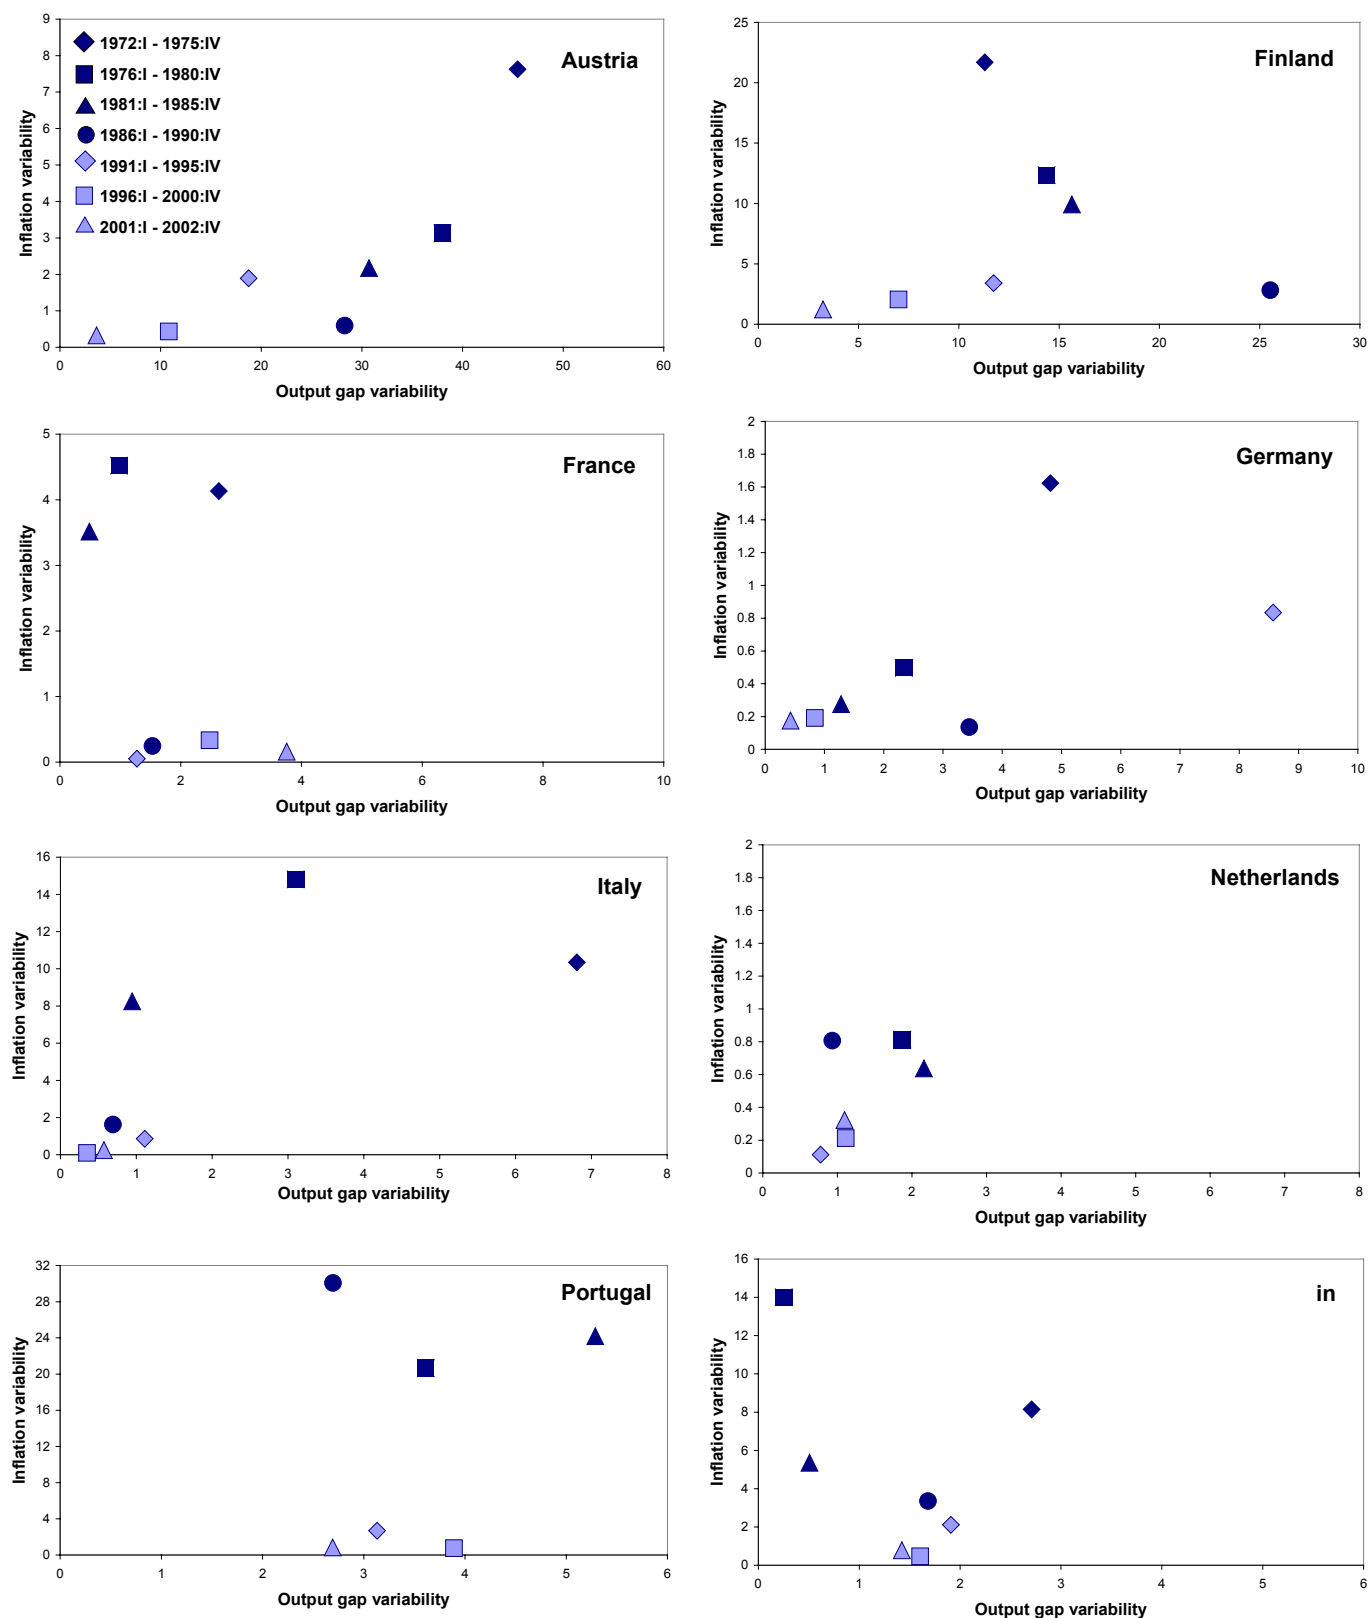 Austria
1972:I - 1975:IV
1976:I - 1980:IV
1981:I - 1985:IV
1986:I - 1990:IV
1991:I - 1995:IV
1996:I - 2000:IV
2001:I - 2002:IV
Inflation variability
9
8
7
6
5
4
3
2
1
0
0 10 20 30 40 50 60
Output gap variability
Finland
Inflation variability
25
20
15
10
5
0
0 5 10 15 20 25 30
Output gap variability
France
Inflation variability
5
4
3
2
1
0
0 2 4 6 8 10
Output gap variability
Germany
Inflation variability
2
1.8
1.6
1.4
1.2
1
0.8
0.6
0.4
0.2
0
0 1 2 3 4 5 6 7 8 9 10
Output gap variability
Italy
Inflation variability
16
14
12
10
8
6
4
2
0
0 1 2 3 4 5 6 7 8
Output gap variability
Netherlands
Inflation variability
2
1.8
1.6
1.4
1.2
1
0.8
0.6
0.4
0.2
0
0 1 2 3 4 5 6 7 8
Output gap variability
Portugal
Inflation variability
32
28
24
20
16
12
8
4
0
0 1 2 3 4 5 6
Output gap variability
in
Inflation variability
16
14
12
10
8
6
4
2
0
0 1 2 3 4 5 6
Output gap variability